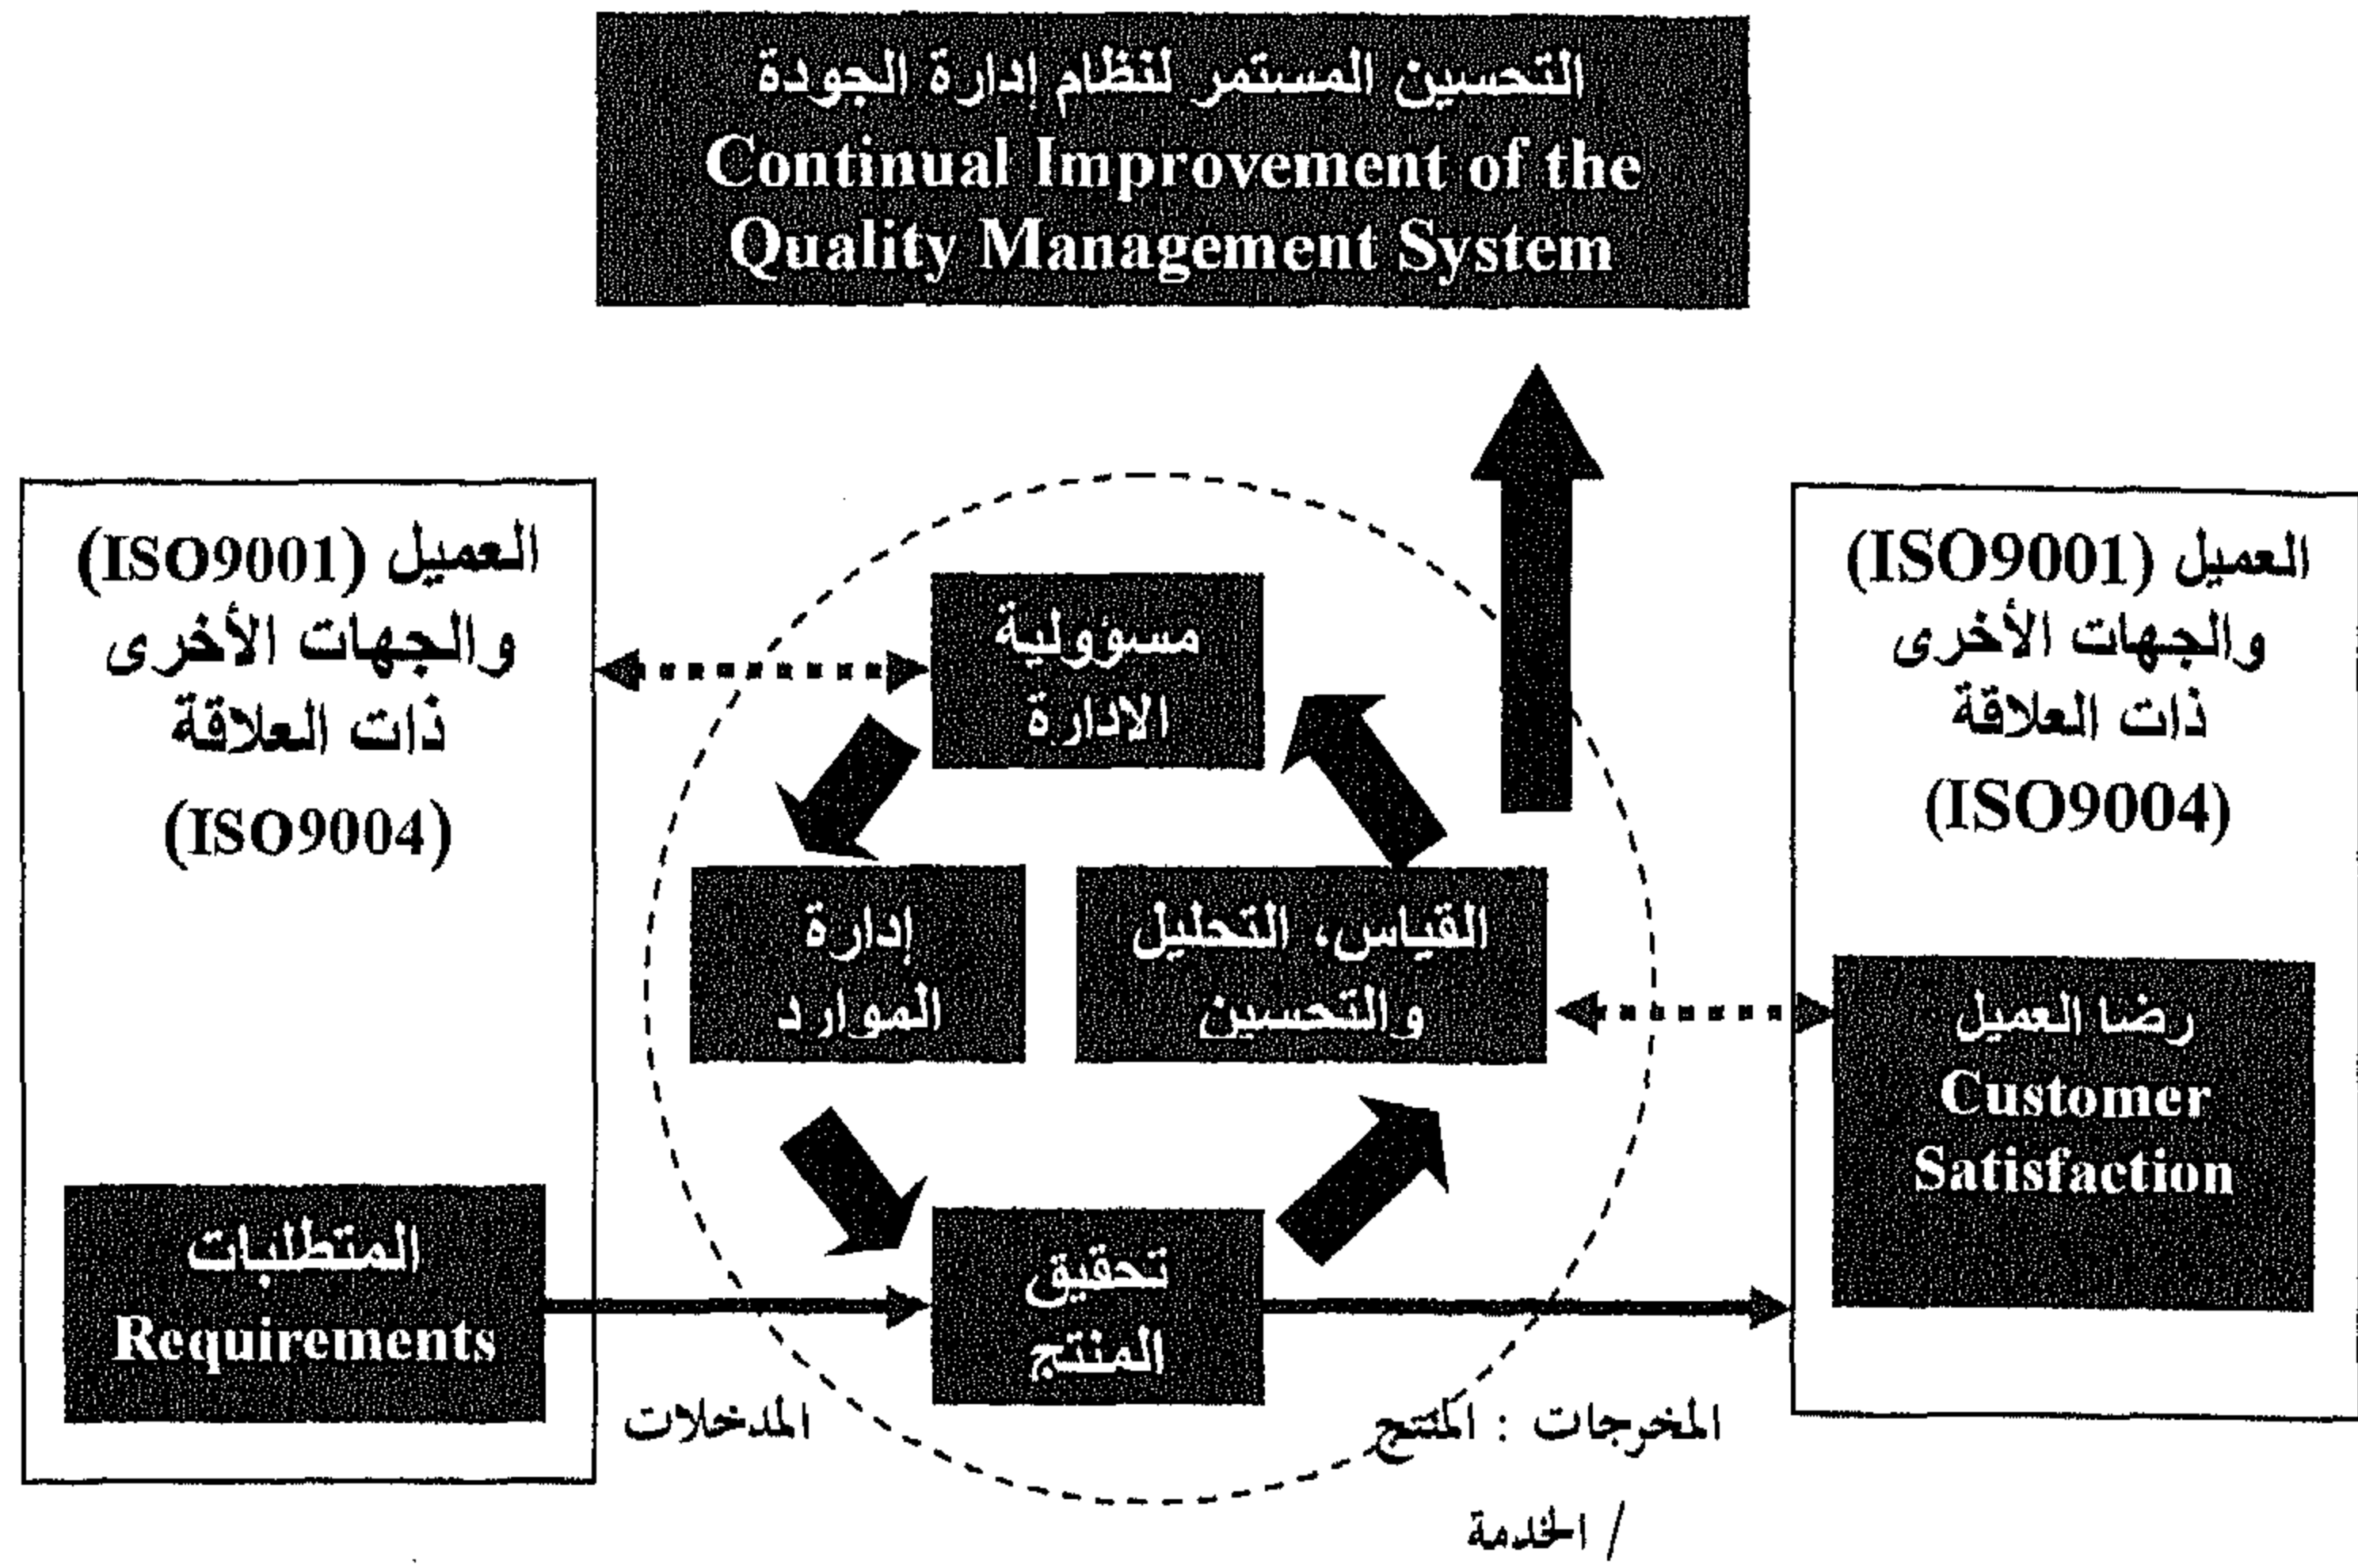 التحسين المستمر لنظام إدارة الجودة
Continual Improvement of the
Quality Management System
العميل (ISO9001)
والجهات الأخرى
ذات العلاقة
(ISO9004)
المتطلبات
Requirements
مسؤولية
الادارة
إدارة
الموارد
القياس، التحليل
والتحسين
تحقيق
المنتج
المدخلات
المخرجات : المنتج
/ الخدمة
العميل (ISO9001)
والجهات الأخرى
ذات العلاقة
(ISO9004)
رضا العميل
Customer
Satisfaction